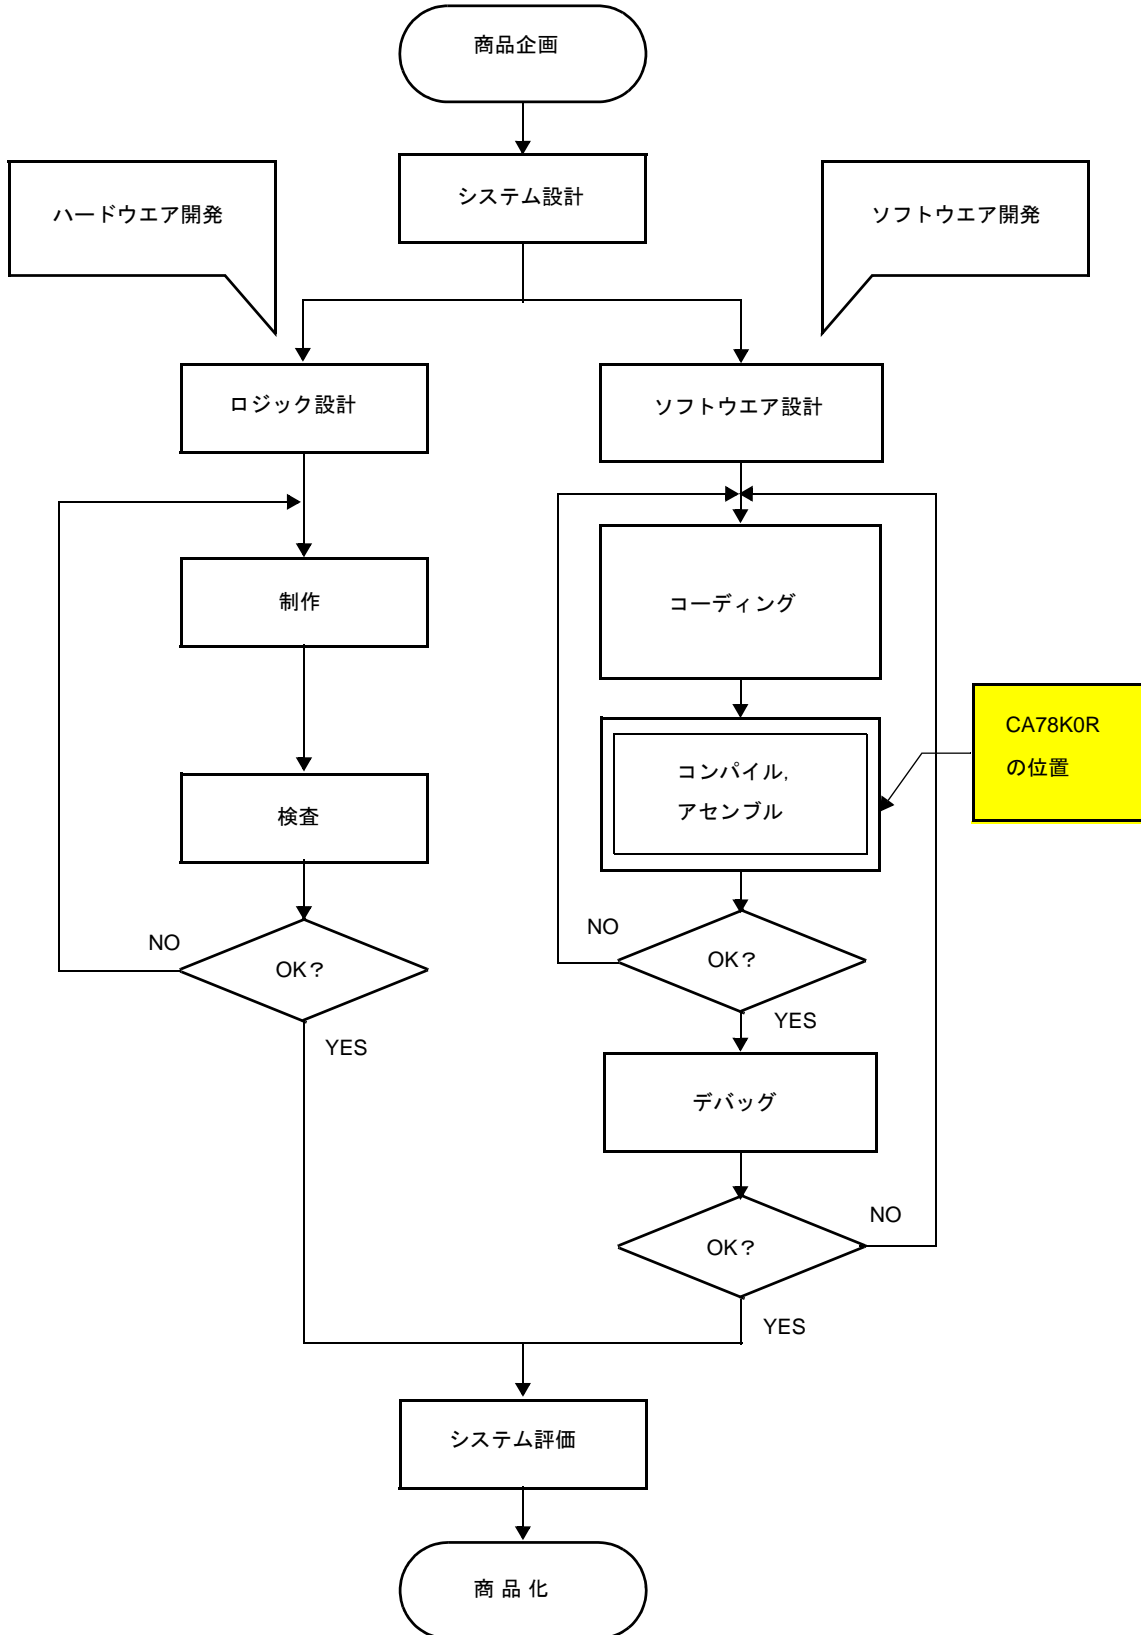 商品企画
システム設計
ハードウエア開発
ソフトウエア開発
ロジック設計
ソフトウエア設計
制作
コーディング
CA78K0R
の位置
コンパイル,
アセンブル
検査
NO
OK?
YES
NO
OK?
YES
デバッグ
NO
OK?
YES
システム評価
商 品 化